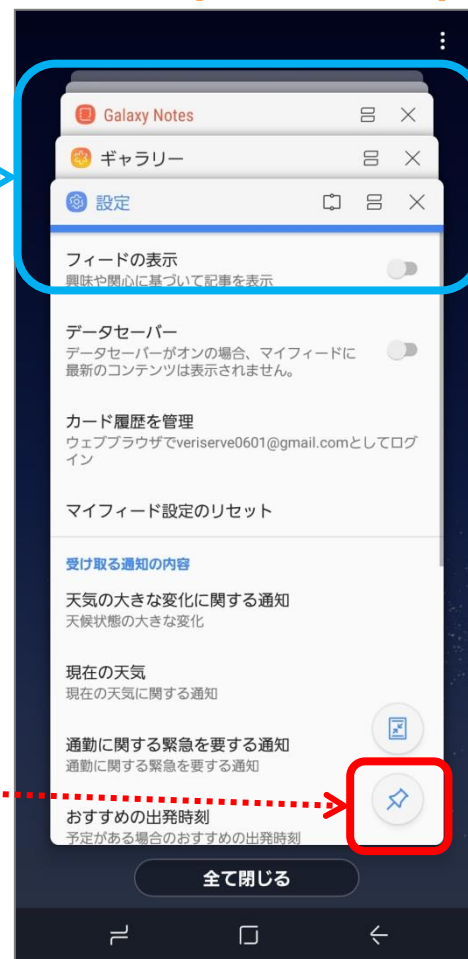 Galaxy Notes
ギャラリー
設定
フィードの表示
興味や関心に基づいて記事を表示
データセーバー
データセーバーがオンの場合、マイフィードに
最新のコンテンツは表示されません。
カード履歴を管理
ウェブブラウザでveriserve0601@gmail.comとしてログ
イン
マイフィード設定のリセット
受け取る通知の内容
天気の大きな変化に関する通知
天候状態の大きな変化
現在の天気
現在の天気に関する通知
通勤に関する緊急を要する通知
通勤に関する緊急を要する通知
おすすめの出発時刻
予定がある場合のおすすめの出発時刻
全て閉じる